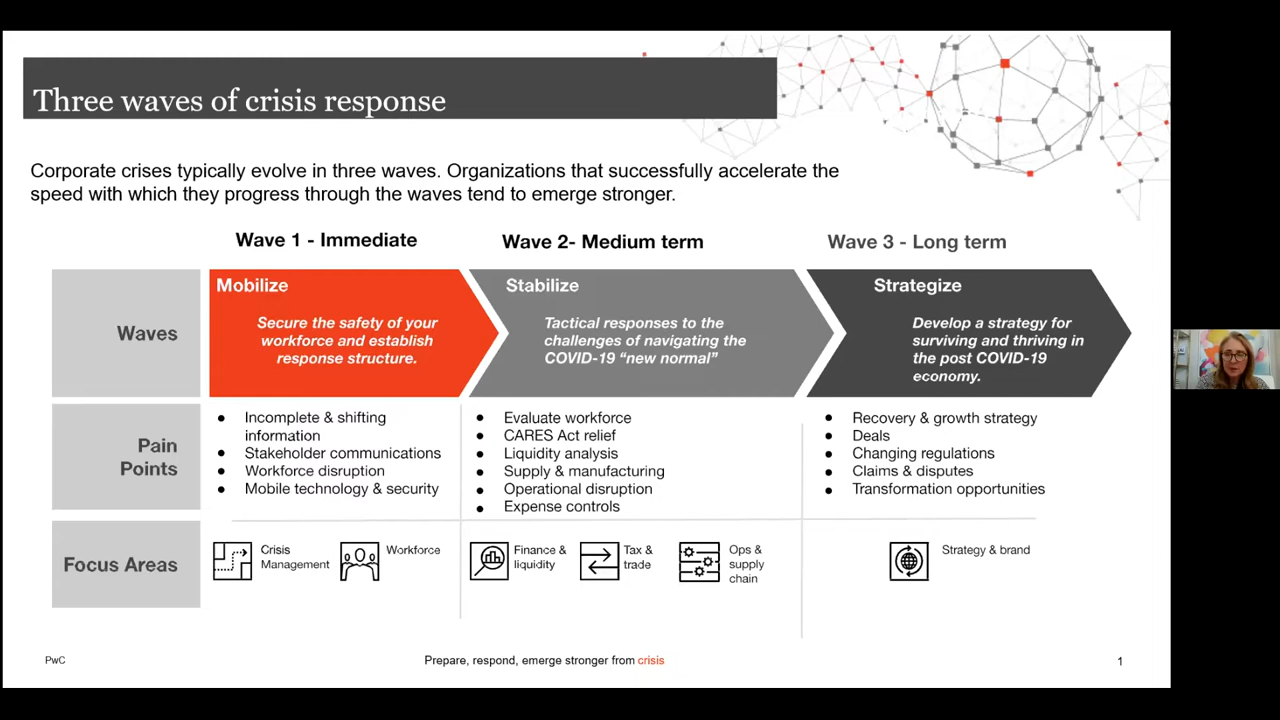 Three waves of crisis response
Corporate crises typically evolve in three waves. Organizations that successfully accelerate the
speed with which they progress through the waves tend to emerge stronger.
Wave 1 - Immediate
Wave 2- Medium term
Wave 3 - Long term
Waves
Mobilize
Secure the safety of your
workforce and establish
response structure.
Stabilize
Tactical responses to the
challenges of navigating the
COVID-19 “new normal”
Strategize
Develop a strategy for
surviving and thriving in
the post COVID-19
economy.
Pain
Points
● Incomplete & shifting
information
● Stakeholder communications
● Workforce disruption
● Mobile technology & security
● Evaluate workforce
● CARES Act relief
● Liquidity analysis
● Supply & manufacturing
● Operational disruption
● Expense controls
● Recovery & growth strategy
● Deals
● Changing regulations
● Claims & disputes
● Transformation opportunities
Focus Areas
Crisis
Management
Workforce
Finance &
liquidity
Tax &
trade
Ops &
supply
chain
Strategy & brand
PwC
Prepare, respond, emerge stronger from crisis
1